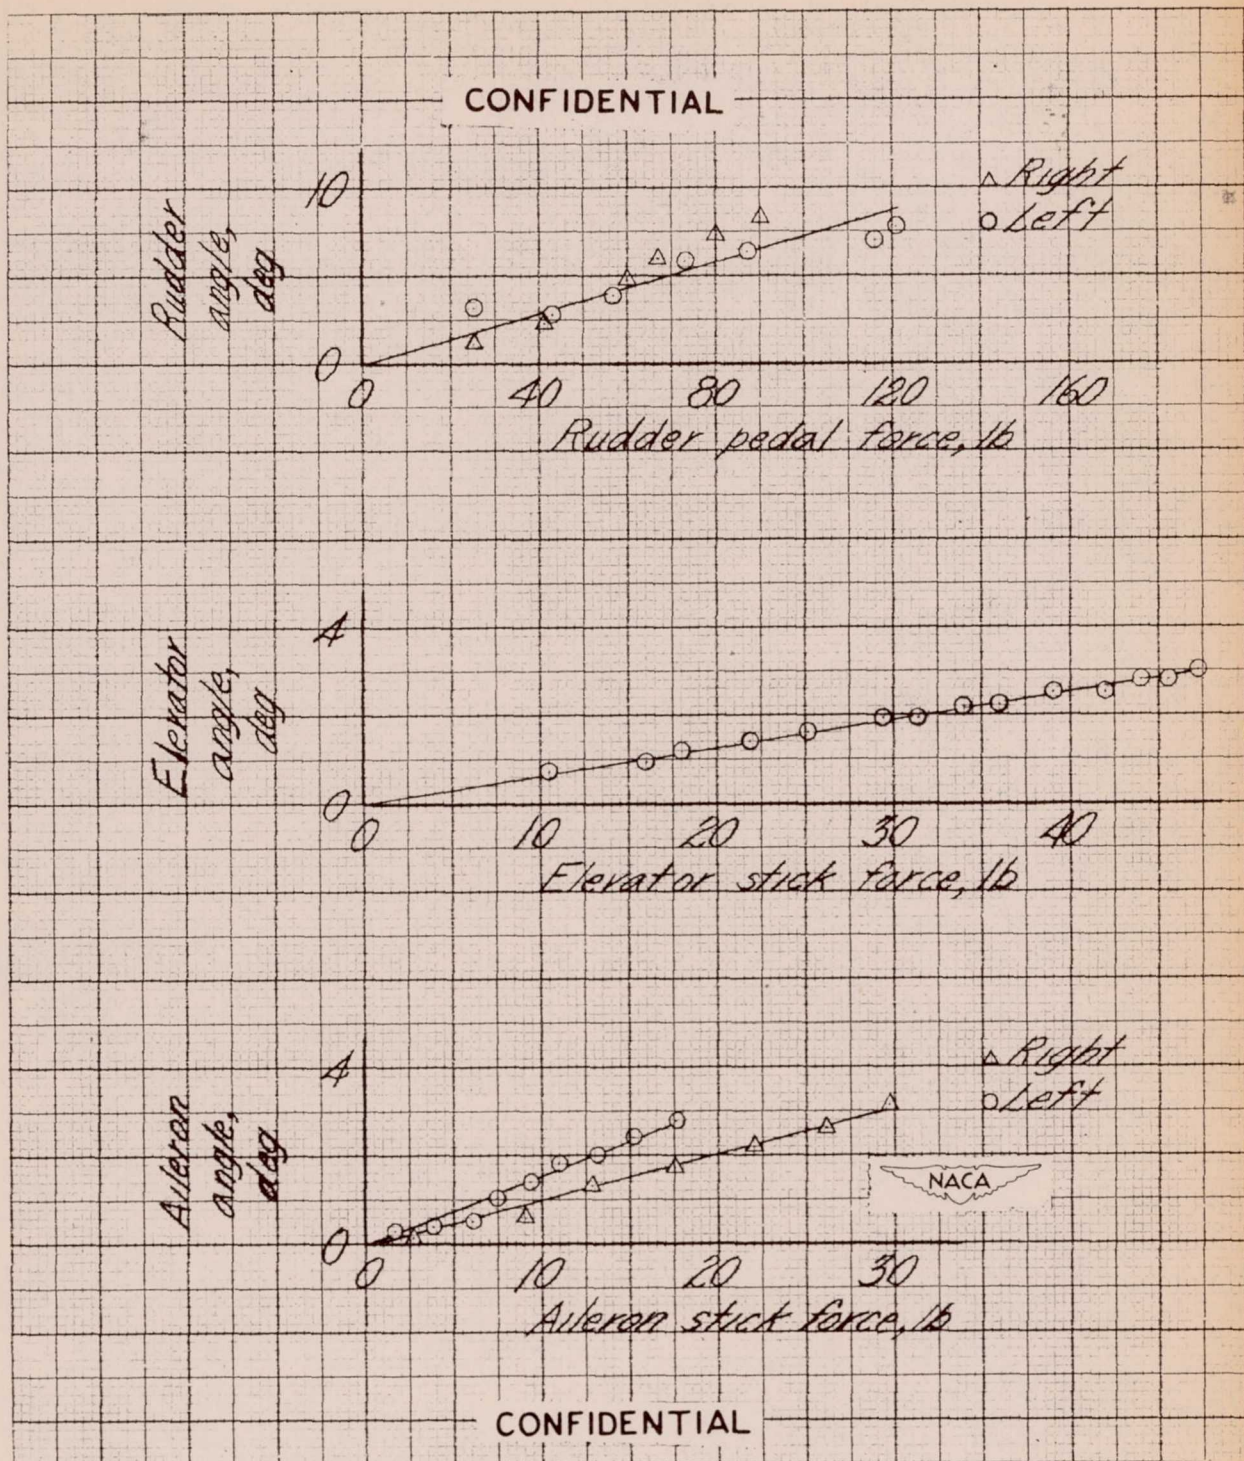 CONFIDENTIAL
Rudder
angle,
deg
10
0
△ Right
○ Left
0 40 80 120 160
Rudder pedal force, lb
Elevator
angle,
deg
4
0
0 10 20 30 40
Elevator stick force, lb
Aileron
angle,
deg
4
0
△ Right
○ Left
NACA
0 10 20 30
Aileron stick force, lb
CONFIDENTIAL